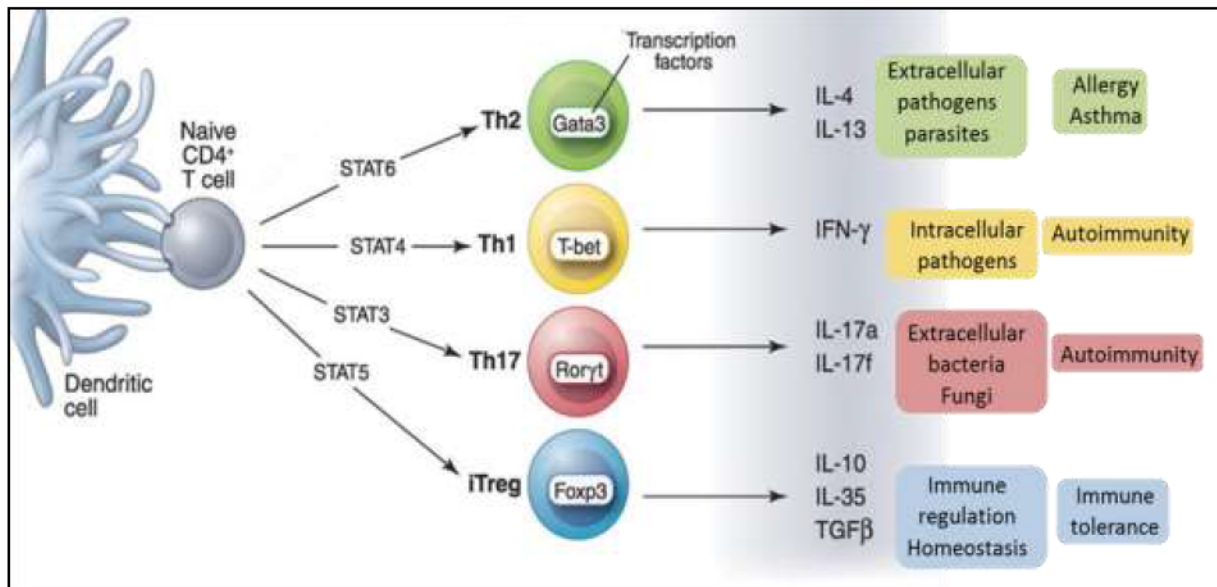 Transcription
factors
Naive
CD4+
T cell
Dendritic
cell
STAT6
Th2
Gata3
IL-4
IL-13
Extracellular
pathogens
parasites
Allergy
Asthma
STAT4
Th1
T-bet
IFN-γ
Intracellular
pathogens
Autoimmunity
STAT3
Th17
Rorγt
IL-17a
IL-17f
Extracellular
bacteria
Fungi
Autoimmunity
STAT5
iTreg
Foxp3
IL-10
IL-35
TGFβ
Immune
regulation
Homeostasis
Immune
tolerance